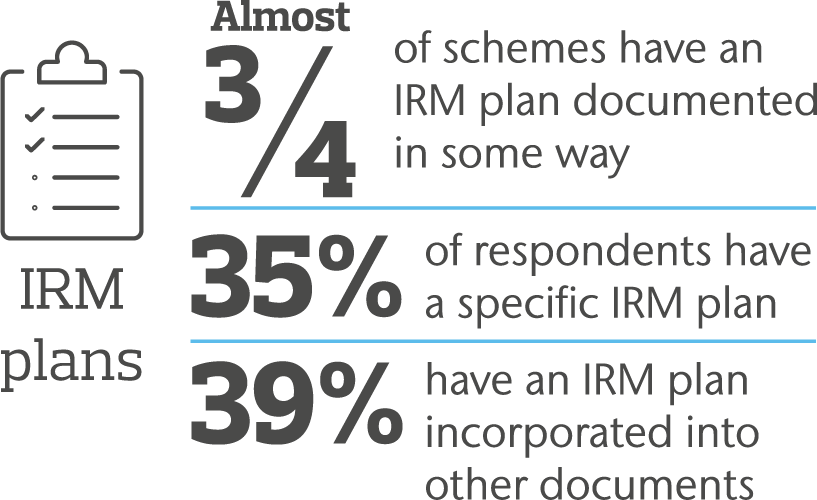 IRM
plans
Almost
3/4
of schemes have an
IRM plan documented
in some way
35%
of respondents have
a specific IRM plan
39%
have an IRM plan
incorporated into
other documents